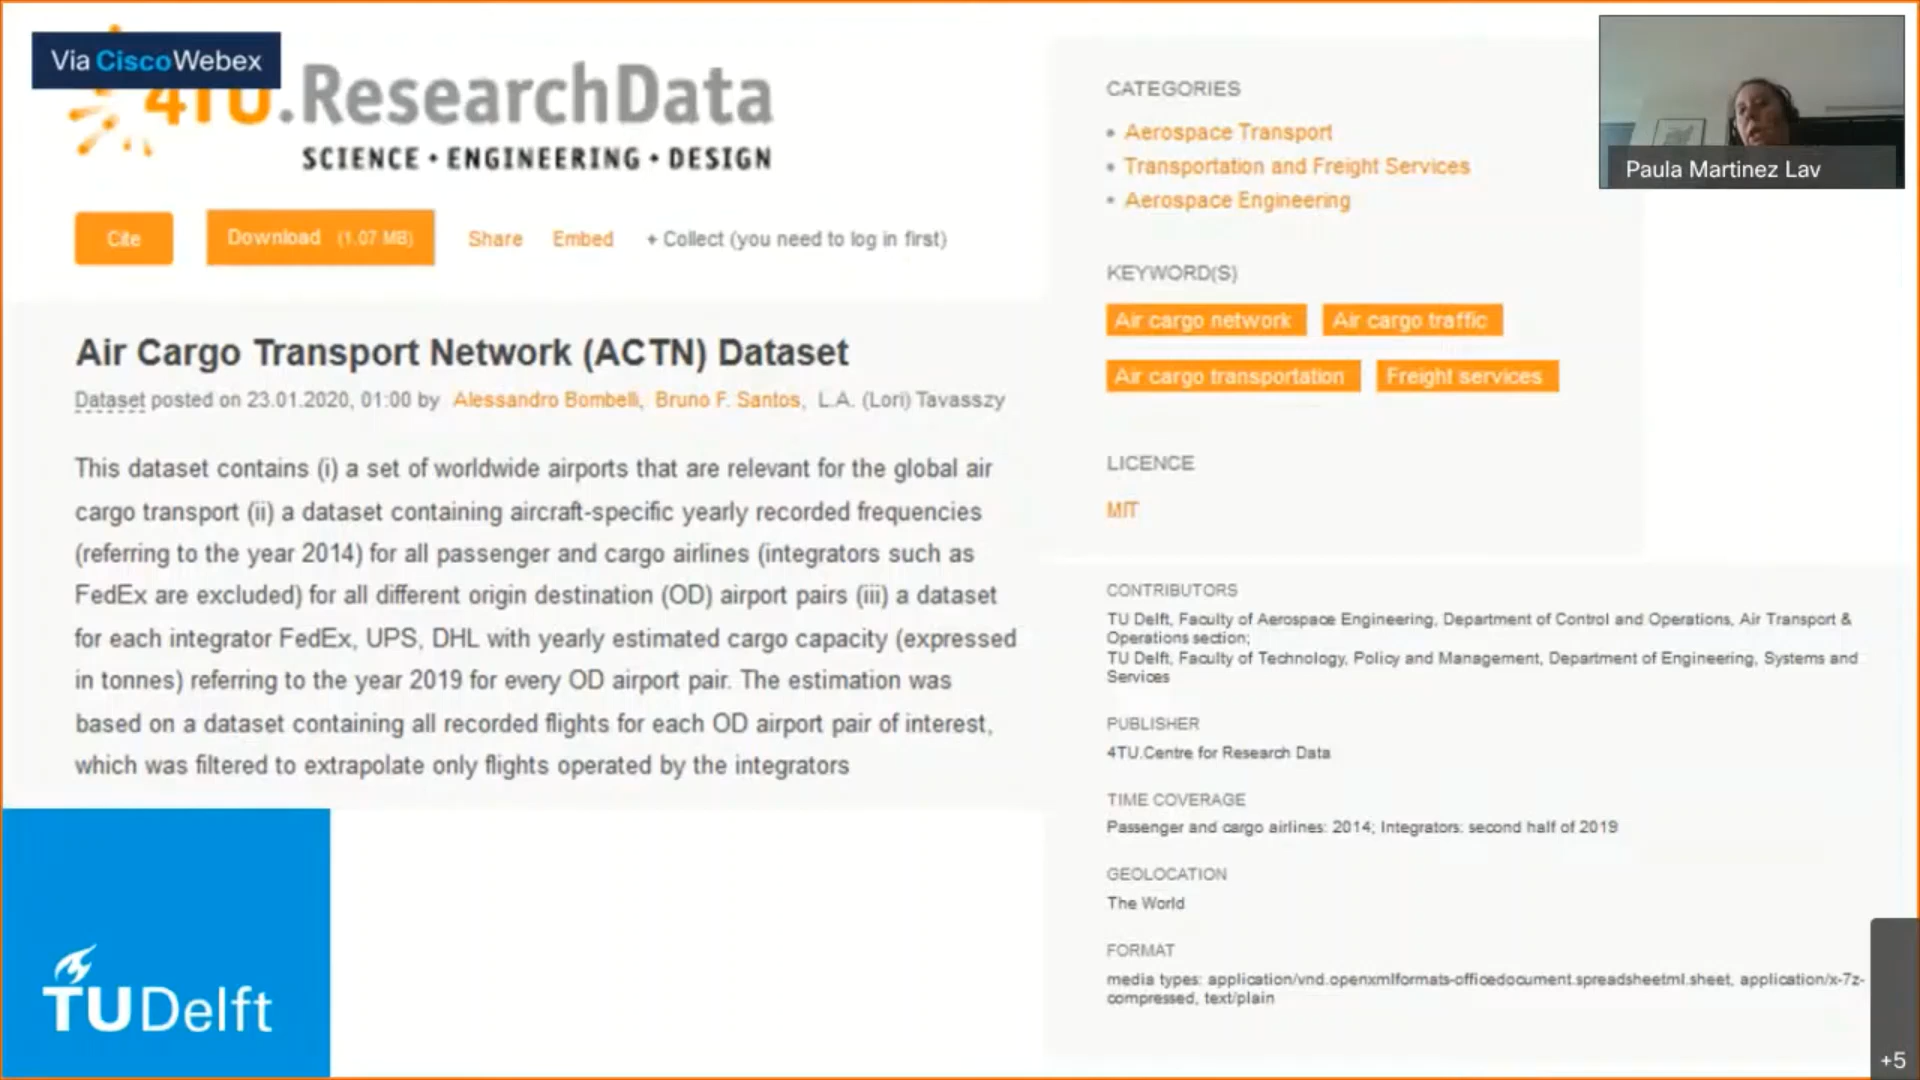 Via CiscoWebex
4TU.ResearchData
SCIENCE • ENGINEERING • DESIGN
Cite
Download (1.07 MB)
Share
Embed
+ Collect (you need to log in first)
Air Cargo Transport Network (ACTN) Dataset
Dataset posted on 23.01.2020, 01:00 by Alessandro Bombelli, Bruno F. Santos, L.A. (Lori) Tavasszy
This dataset contains (i) a set of worldwide airports that are relevant for the global air
cargo transport (ii) a dataset containing aircraft-specific yearly recorded frequencies
(referring to the year 2014) for all passenger and cargo airlines (integrators such as
FedEx are excluded) for all different origin destination (OD) airport pairs (iii) a dataset
for each integrator FedEx, UPS, DHL with yearly estimated cargo capacity (expressed
in tonnes) referring to the year 2019 for every OD airport pair. The estimation was
based on a dataset containing all recorded flights for each OD airport pair of interest,
which was filtered to extrapolate only flights operated by the integrators
TUDelft
CATEGORIES
• Aerospace Transport
• Transportation and Freight Services
• Aerospace Engineering
KEYWORD(S)
Air cargo network
Air cargo traffic
Air cargo transportation
Freight services
LICENCE
MIT
CONTRIBUTORS
TU Delft, Faculty of Aerospace Engineering, Department of Control and Operations, Air Transport &
Operations section;
TU Delft, Faculty of Technology, Policy and Management, Department of Engineering, Systems and
Services
PUBLISHER
4TU.Centre for Research Data
TIME COVERAGE
Passenger and cargo airlines: 2014; Integrators: second half of 2019
GEOLOCATION
The World
FORMAT
media types: application/vnd.openxmlformats-officedocument.spreadsheetml.sheet, application/x-7z-
compressed, text/plain
Paula Martinez Lav
+5